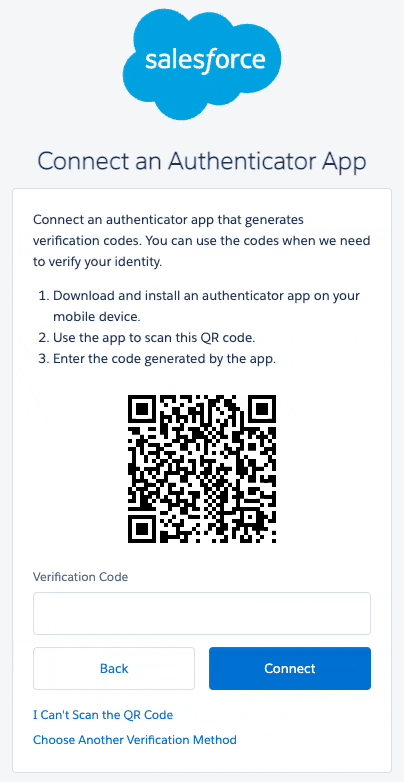 salesforce
Connect an Authenticator App
Connect an authenticator app that generates
verification codes. You can use the codes when we need
to verify your identity.
1. Download and install an authenticator app on your
mobile device.
2. Use the app to scan this QR code.
3. Enter the code generated by the app.
Verification Code
Back
Connect
I Can't Scan the QR Code
Choose Another Verification Method